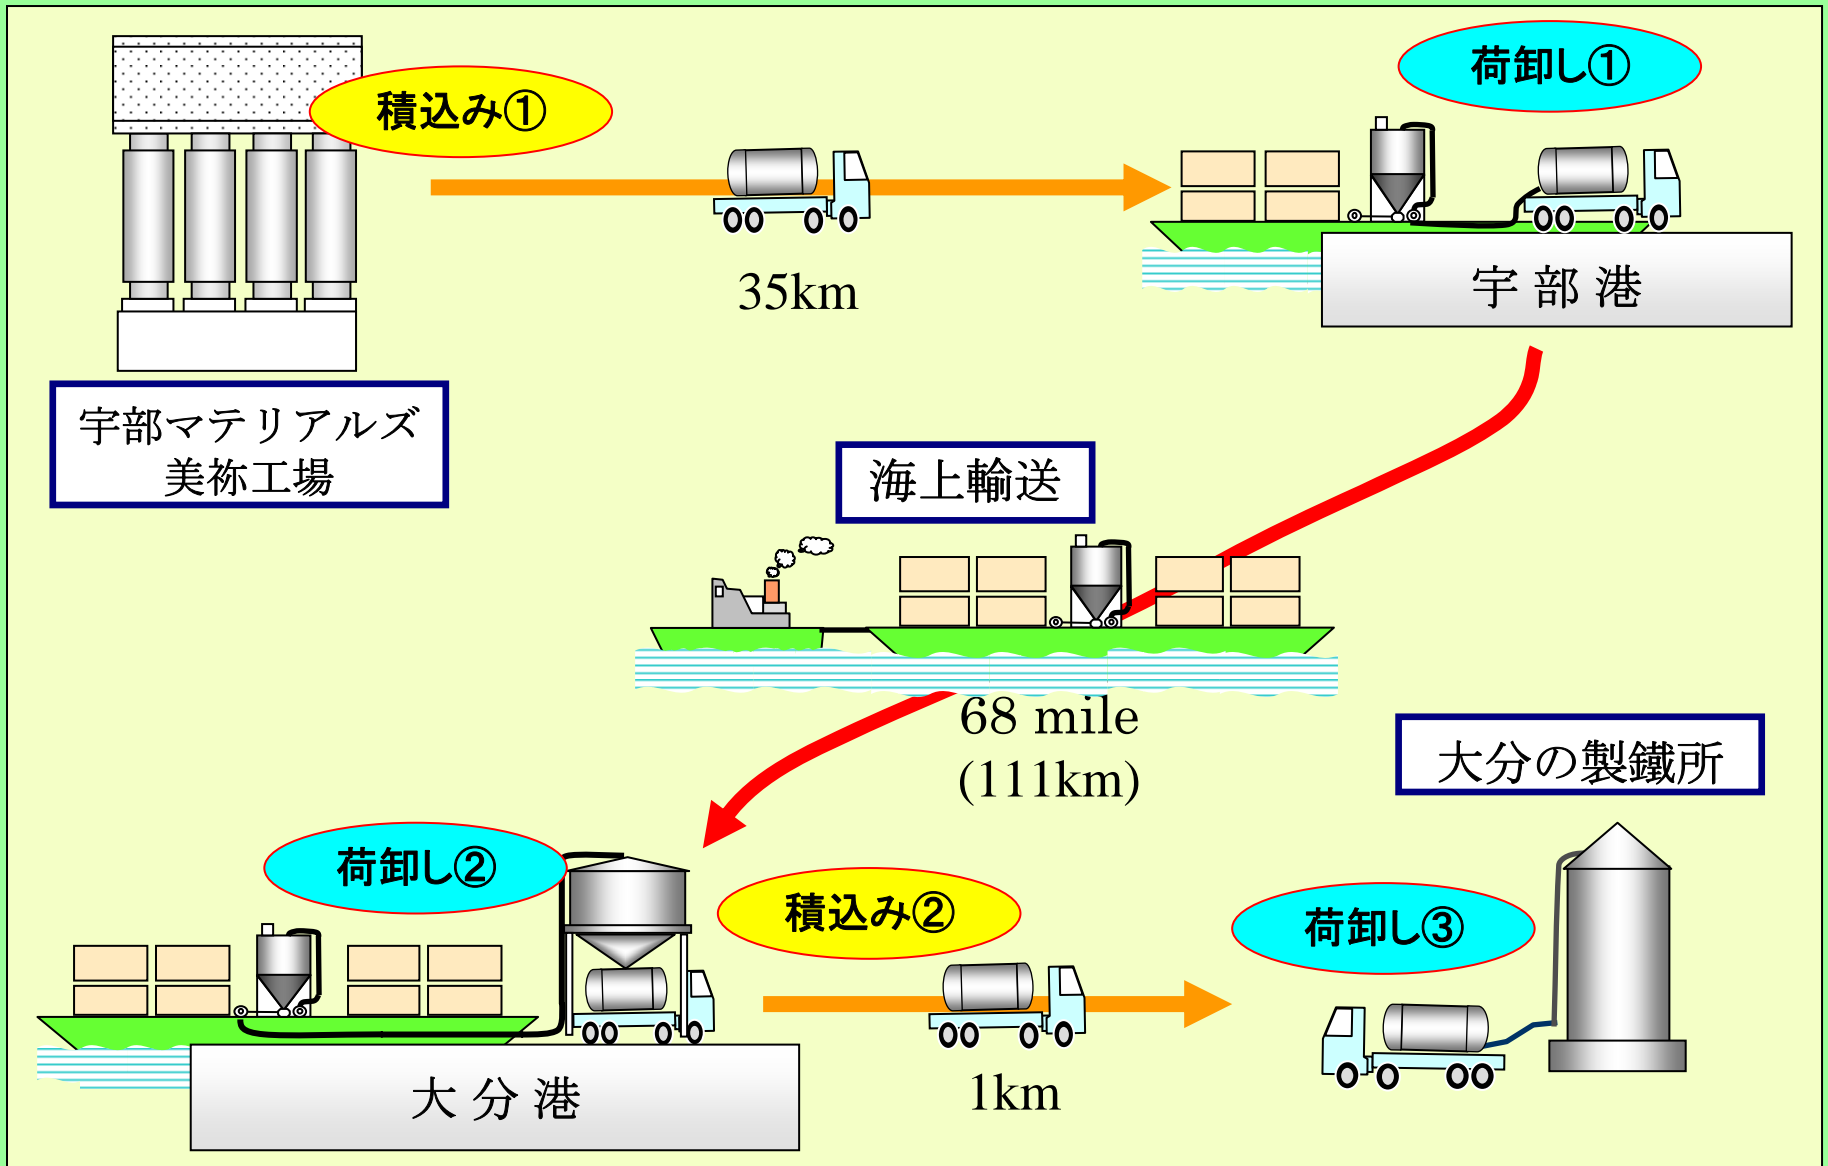 積込み①
荷卸し①
35km
宇部港
宇部マテリアルズ
美祢工場
海上輸送
68 mile
(111km)
大分の製鐵所
荷卸し②
積込み②
荷卸し③
1km
大分港